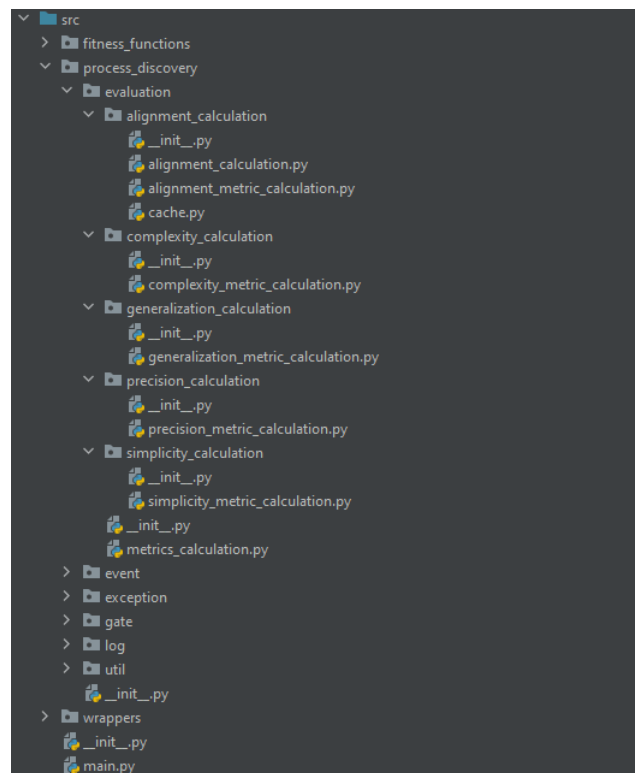 src
fitness_functions
process_discovery
evaluation
alignment_calculation
__init__.py
alignment_calculation.py
alignment_metric_calculation.py
cache.py
complexity_calculation
__init__.py
complexity_metric_calculation.py
generalization_calculation
__init__.py
generalization_metric_calculation.py
precision_calculation
__init__.py
precision_metric_calculation.py
simplicity_calculation
__init__.py
simplicity_metric_calculation.py
__init__.py
metrics_calculation.py
event
exception
gate
log
util
__init__.py
wrappers
__init__.py
main.py